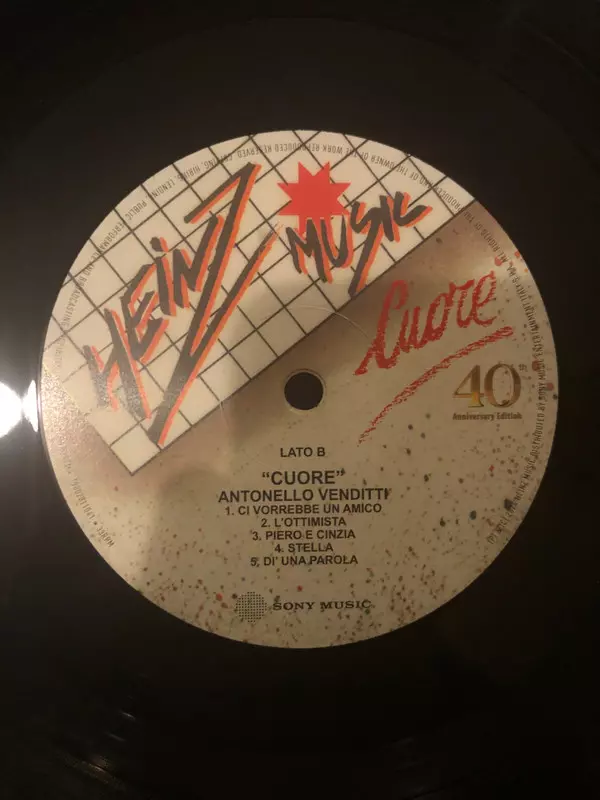 HEINZ MUSIC
Cuore
40th
Anniversary Edition
LATO B
“CUORE”
ANTONELLO VENDITTI
1. CI VORREBBE UN AMICO
2. L'OTTIMISTA
3. PIERO E CINZIA
4. STELLA
5. DI' UNA PAROLA
SONY MUSIC